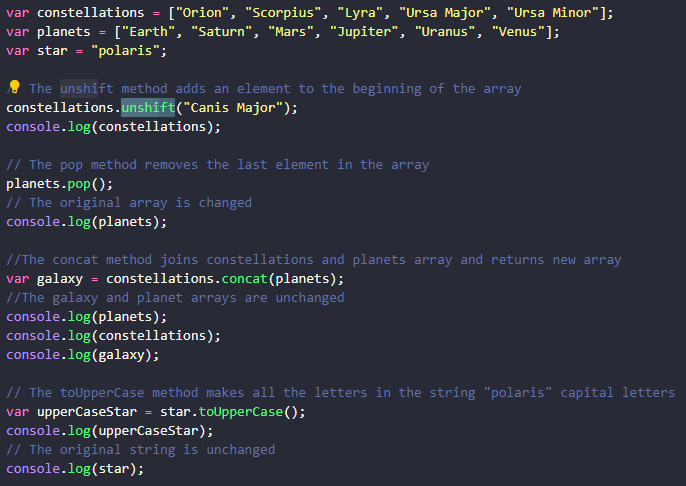 var constellations = ["Orion", "Scorpius", "Lyra", "Ursa Major", "Ursa Minor"];
var planets = ["Earth", "Saturn", "Mars", "Jupiter", "Uranus", "Venus"];
var star = "polaris";
The unshift method adds an element to the beginning of the array
constellations.unshift("Canis Major");
console.log(constellations);
// The pop method removes the last element in the array
planets.pop();
// The original array is changed
console.log(planets);
//The concat method joins constellations and planets array and returns new array
var galaxy = constellations.concat(planets);
//The galaxy and planet arrays are unchanged
console.log(planets);
console.log(constellations);
console.log(galaxy);
// The toUpperCase method makes all the letters in the string "polaris" capital letters
var upperCaseStar = star.toUpperCase();
console.log(upperCaseStar);
// The original string is unchanged
console.log(star);